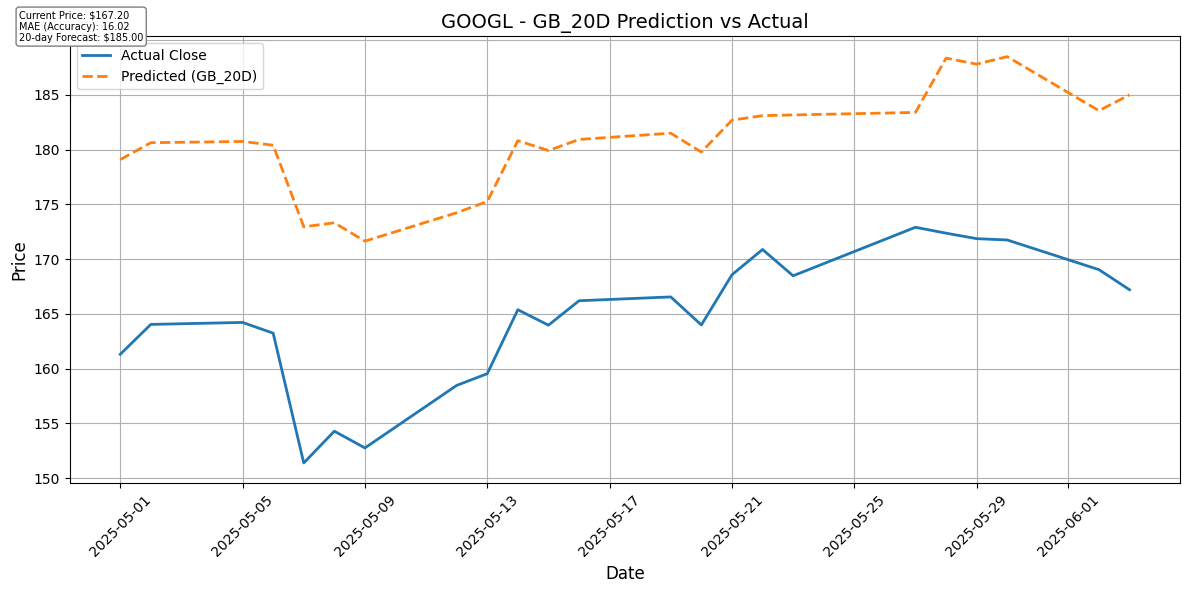 GOOGL - GB_20D Prediction vs Actual
Current Price: $167.20
MAE (Accuracy): 16.02
20-day Forecast: $185.00
Actual Close
Predicted (GB_20D)
Price
185
180
175
170
165
160
155
150
2025-05-01
2025-05-05
2025-05-09
2025-05-13
2025-05-17
2025-05-21
2025-05-25
2025-05-29
2025-06-01
Date